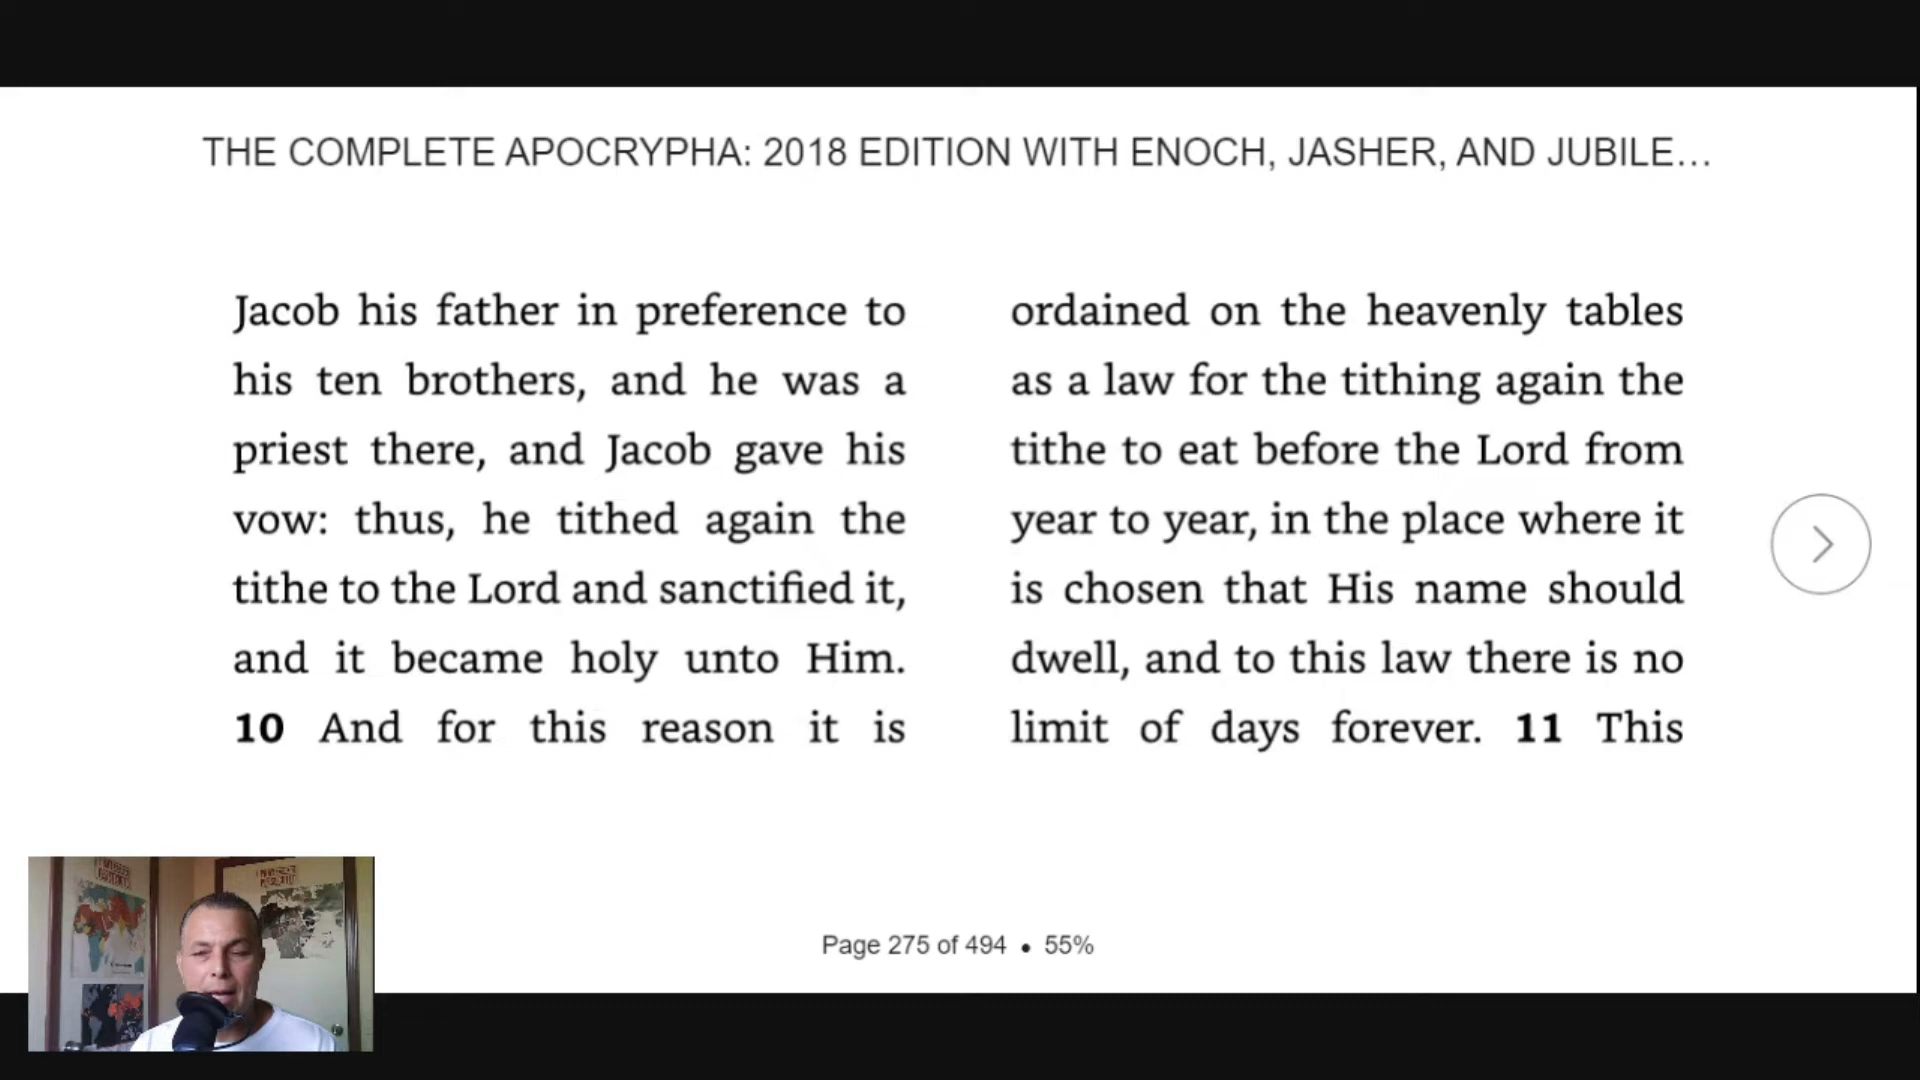 THE COMPLETE APOCRYPHA: 2018 EDITION WITH ENOCH, JASHER, AND JUBILE...
Jacob his father in preference to
his ten brothers, and he was a
priest there, and Jacob gave his
vow: thus, he tithed again the
tithe to the Lord and sanctified it,
and it became holy unto Him.
10 And for this reason it is
ordained on the heavenly tables
as a law for the tithing again the
tithe to eat before the Lord from
year to year, in the place where it
is chosen that His name should
dwell, and to this law there is no
limit of days forever. 11 This
Page 275 of 494 • 55%